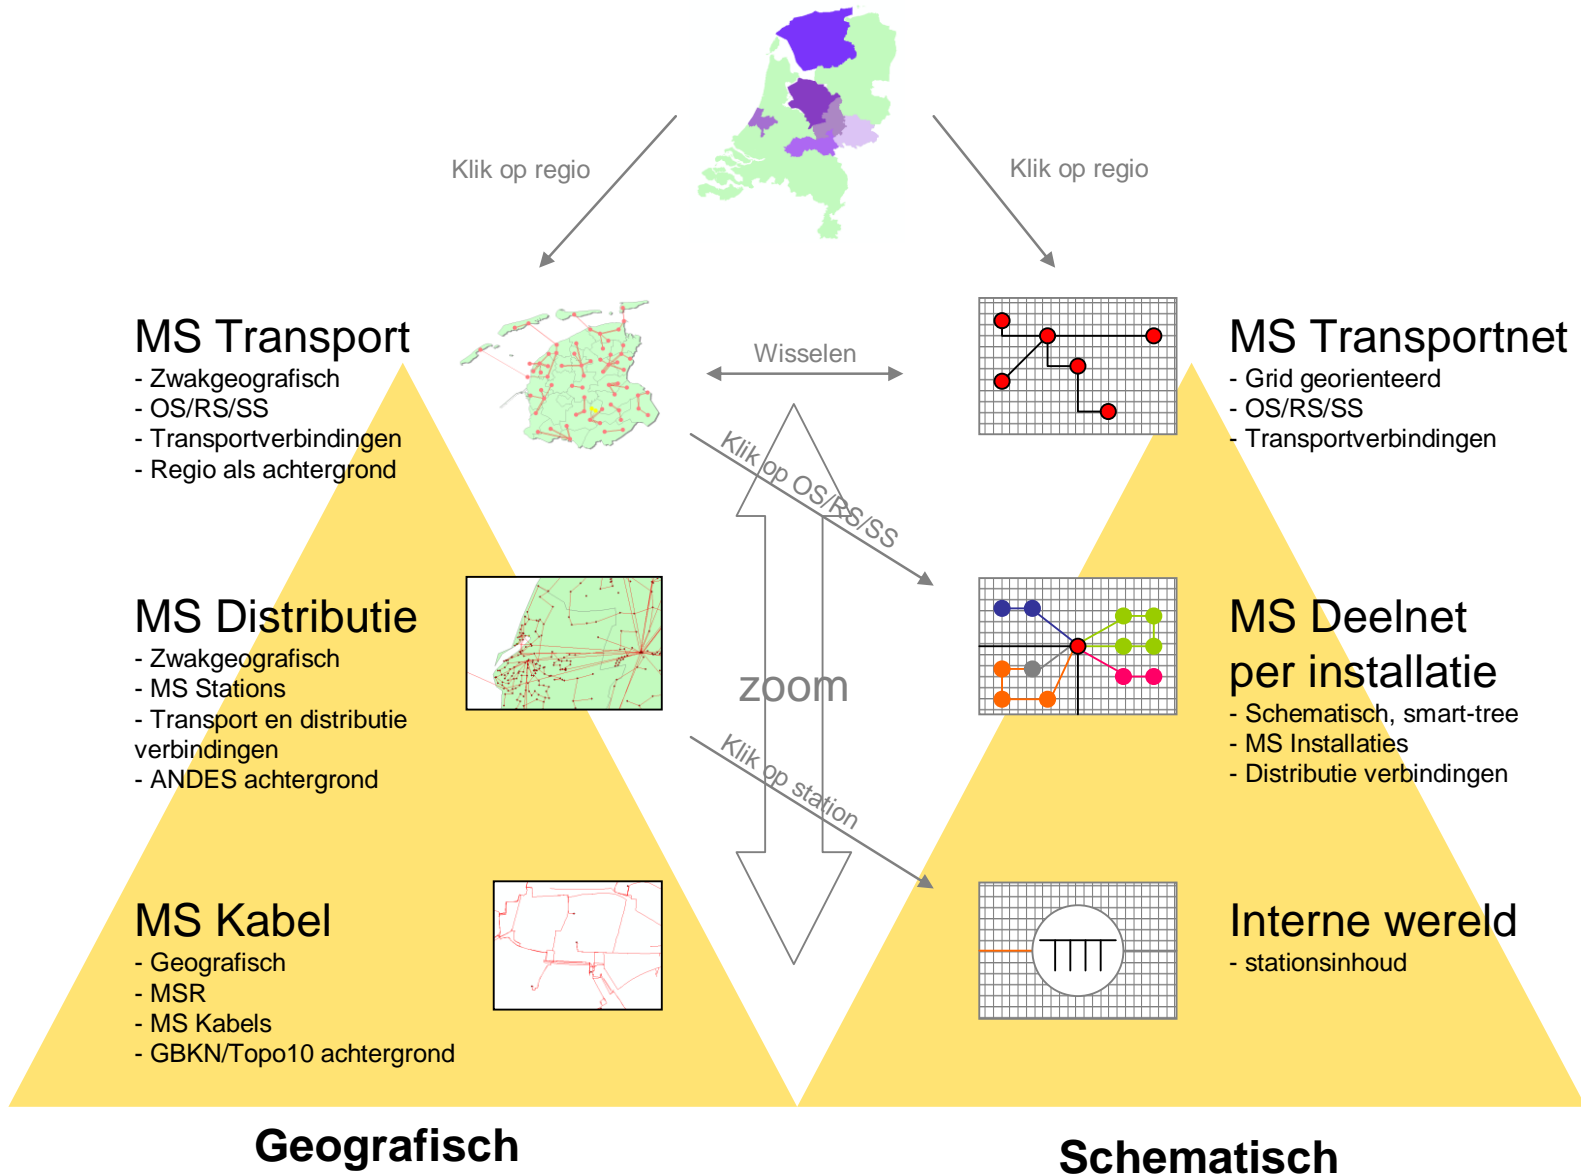 Klik op regio
Klik op regio
MS Transport
- Zwakgeografisch
- OS/RS/SS
- Transportverbindingen
- Regio als achtergrond
Wisselen
MS Transportnet
- Grid georienteerd
- OS/RS/SS
- Transportverbindingen
Klik op OS/RS/SS
MS Distributie
- Zwakgeografisch
- MS Stations
- Transport en distributie
verbindingen
- ANDES achtergrond
zoom
MS Deelnet
per installatie
- Schematisch, smart-tree
- MS Installaties
- Distributie verbindingen
Klik op station
MS Kabel
- Geografisch
- MSR
- MS Kabels
- GBKN/Topo10 achtergrond
Interne wereld
- stationsinhoud
Geografisch
Schematisch